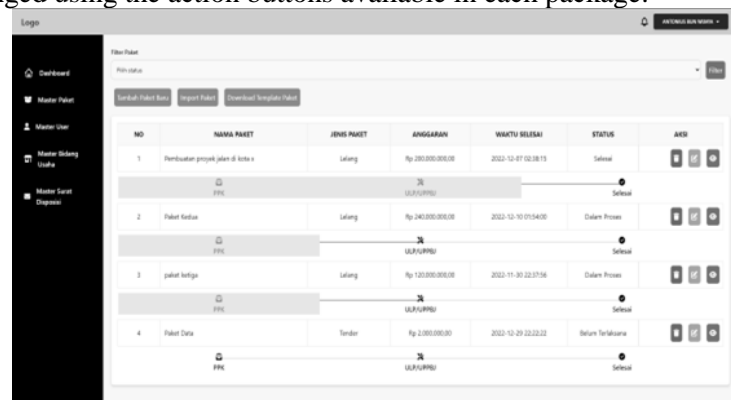 ged using the action buttons available in each package.
Logo
ANTONIUS BUN WIJAYA
Filter Paket
Pilih status
Filter
Dashboard
Master Paket
Master User
Master Bidang
Usaha
Master Surat
Disposisi
Tambah Paket Baru Import Paket Download Template Paket
NO NAMA PAKET JENIS PAKET ANGGARAN WAKTU SELESAI STATUS AKSI
1 Pembuatan proyek jalan di kota x Lelang Rp 200.000.000,00 2022-12-07 02:38:15 Selesai
PPK ULP/UPPBJ Selesai
2 Paket Kedua Lelang Rp 240.000.000,00 2022-12-10 01:54:00 Dalam Proses
PPK ULP/UPPBJ Selesai
3 paket ketiga Lelang Rp 120.000.000,00 2022-11-30 22:37:56 Dalam Proses
PPK ULP/UPPBJ Selesai
4 Paket Data Tender Rp 2.000.000,00 2022-12-29 22:22:22 Belum Terlaksana
PPK ULP/UPPBJ Selesai